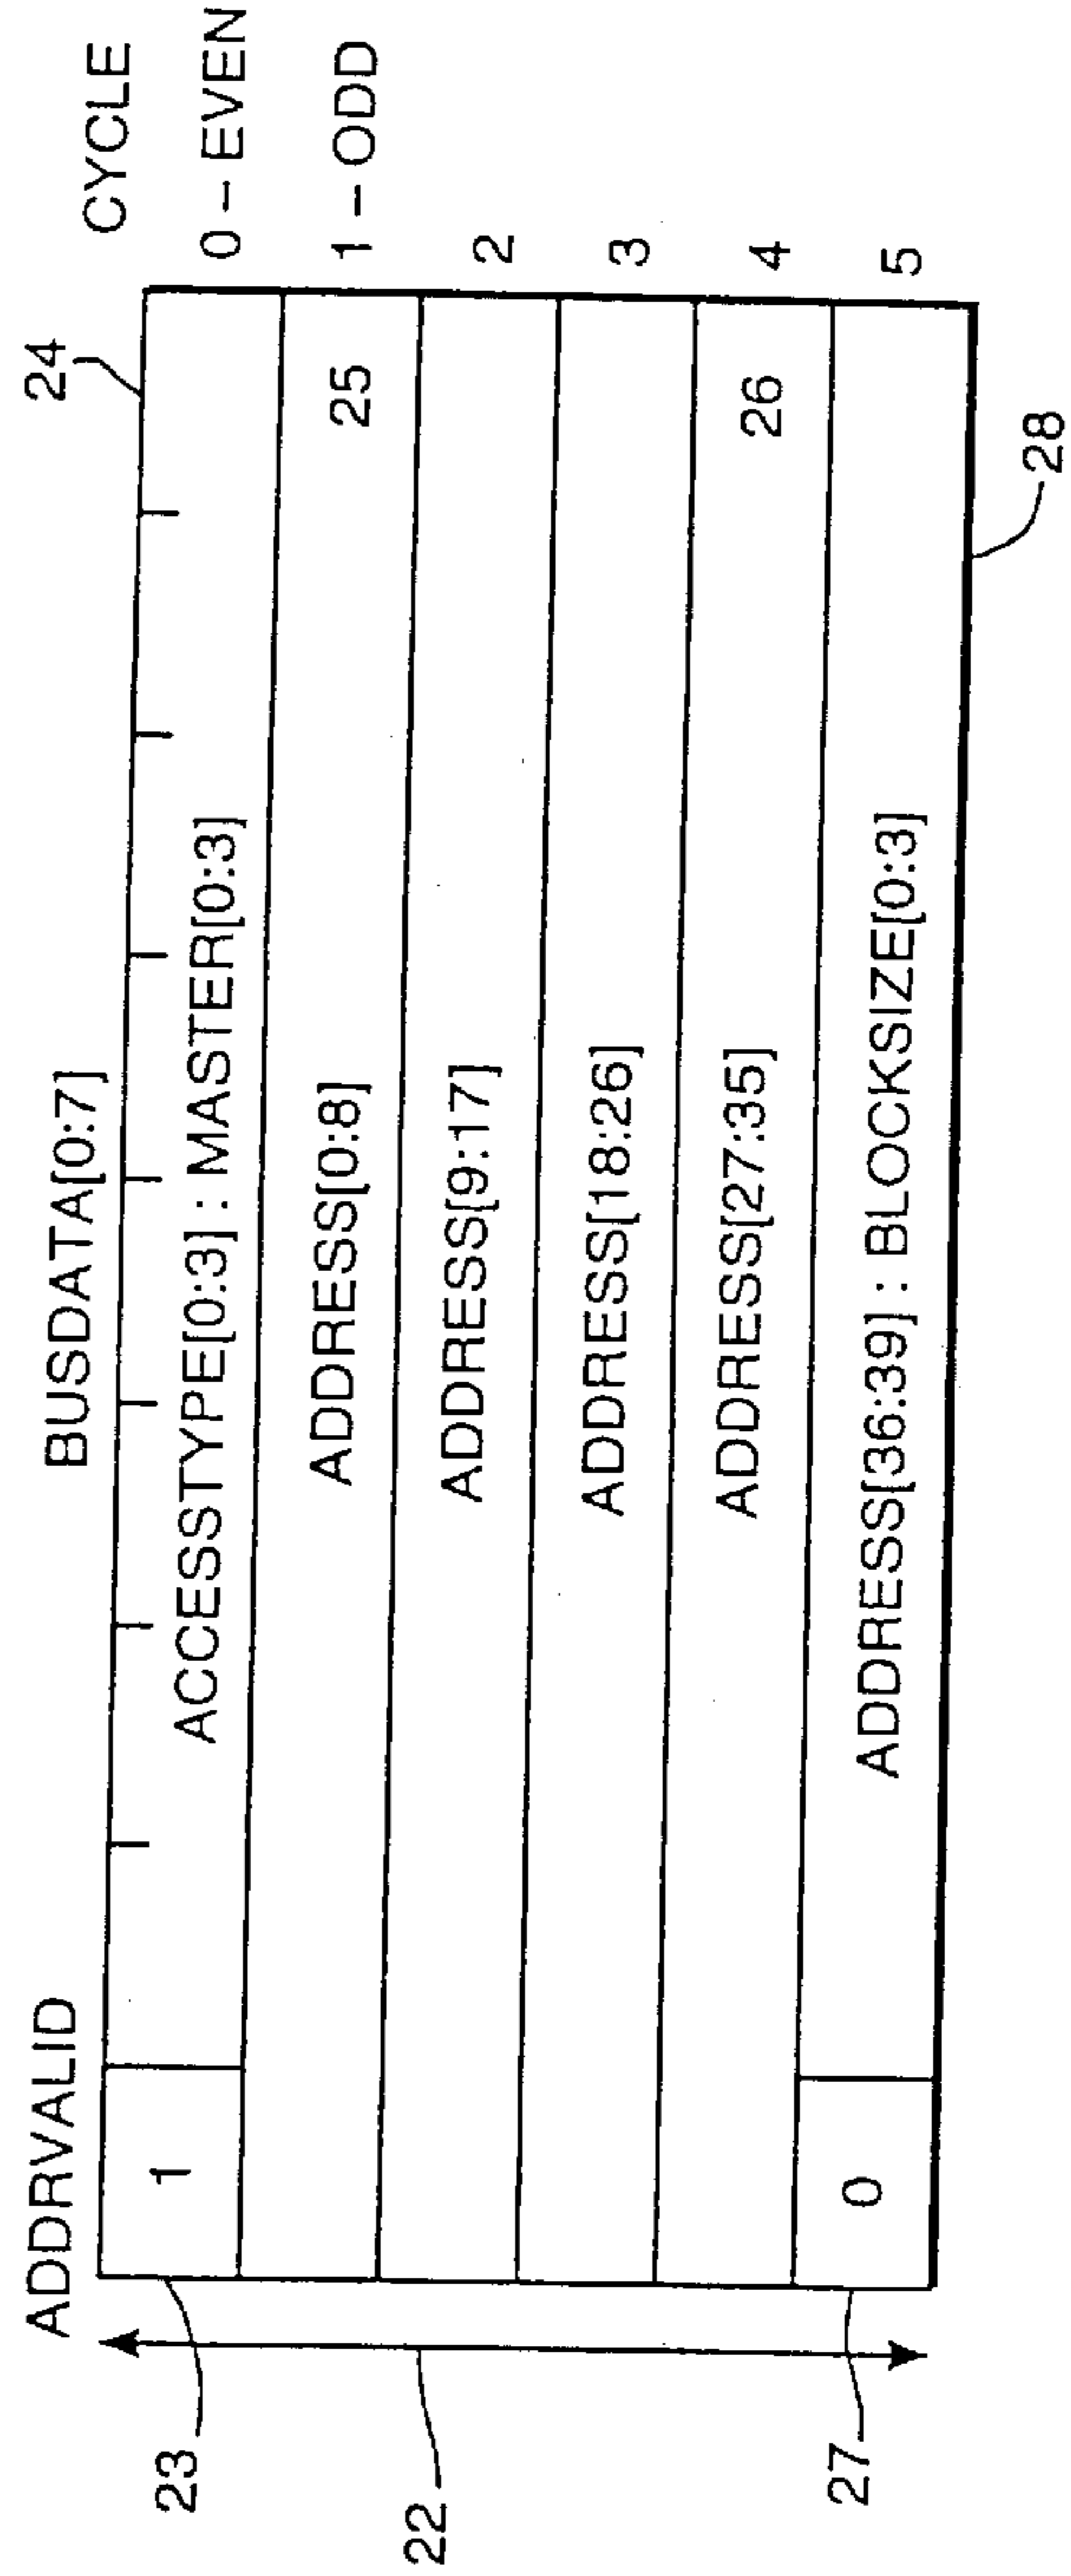 ADDRVALID BUSDATA[0:7] 24 CYCLE
23 1 ACCESSTYPE[0:3] : MASTER[0:3] 0 – EVEN
ADDRESS[0:8] 25 1 – ODD
22 ADDRESS[9:17] 2
ADDRESS[18:26] 3
ADDRESS[27:35] 26 4
27 0 ADDRESS[36:39] : BLOCKSIZE[0:3] 5
28